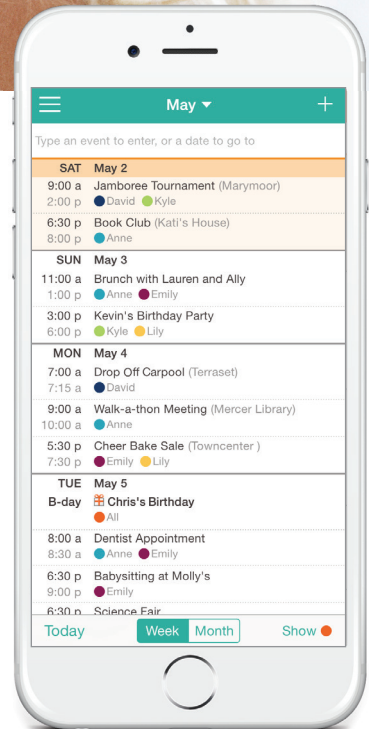 May ▼
Type an event to enter, or a date to go to
SAT May 2
9:00 a Jamboree Tournament (Marymoor)
2:00 p David Kyle
6:30 p Book Club (Kati's House)
8:00 p Anne
SUN May 3
11:00 a Brunch with Lauren and Ally
1:00 p Anne Emily
3:00 p Kevin's Birthday Party
6:00 p Kyle Lily
MON May 4
7:00 a Drop Off Carpool (Terraset)
7:15 a David
9:00 a Walk-a-thon Meeting (Mercer Library)
10:00 a Anne
5:30 p Cheer Bake Sale (Towncenter )
7:30 p Emily Lily
TUE May 5
B-day Chris's Birthday
All
8:00 a Dentist Appointment
8:30 a Anne Emily
6:30 p Babysitting at Molly's
9:00 p Emily
6:30 p Science Fair
Today Week Month Show